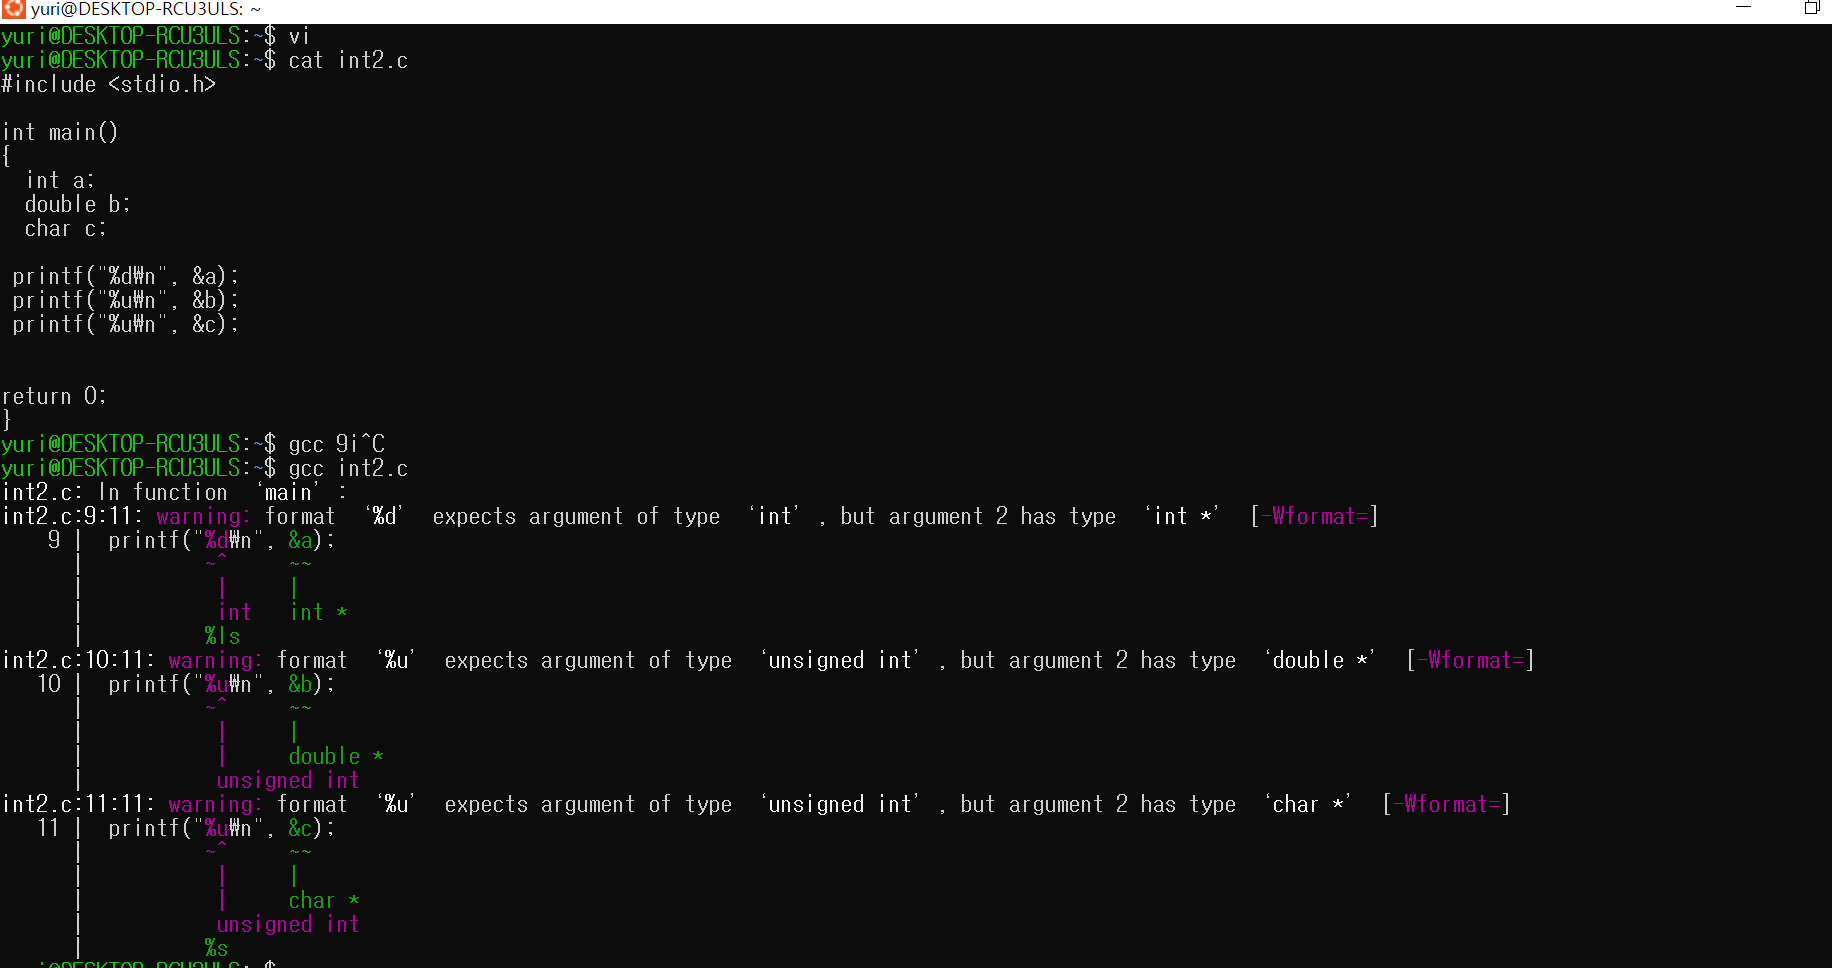 yuri@DESKTOP-RCU3ULS: ~
yuri@DESKTOP-RCU3ULS:~$ vi
yuri@DESKTOP-RCU3ULS:~$ cat int2.c
#include <stdio.h>
int main()
{
int a;
double b;
char c;
printf("%d₩n", &a);
printf("%u₩n", &b);
printf("%u₩n", &c);
return 0;
}
yuri@DESKTOP-RCU3ULS:~$ gcc 9i^C
yuri@DESKTOP-RCU3ULS:~$ gcc int2.c
int2.c: In function ‘main’ :
int2.c:9:11: warning: format ‘%d’ expects argument of type ‘int’ , but argument 2 has type ‘int *’ [-Wformat=]
9 | printf("%d₩n", &a);
| ~^ ~~
| | |
| int int *
| %ls
int2.c:10:11: warning: format ‘%u’ expects argument of type ‘unsigned int’ , but argument 2 has type ‘double *’ [-Wformat=]
10 | printf("%u₩n", &b);
| ~^ ~~
| | |
| | double *
| unsigned int
int2.c:11:11: warning: format ‘%u’ expects argument of type ‘unsigned int’ , but argument 2 has type ‘char *’ [-Wformat=]
11 | printf("%u₩n", &c);
| ~^ ~~
| | |
| | char *
| unsigned int
| %s
yuri@DESKTOP-RCU3ULS:~$